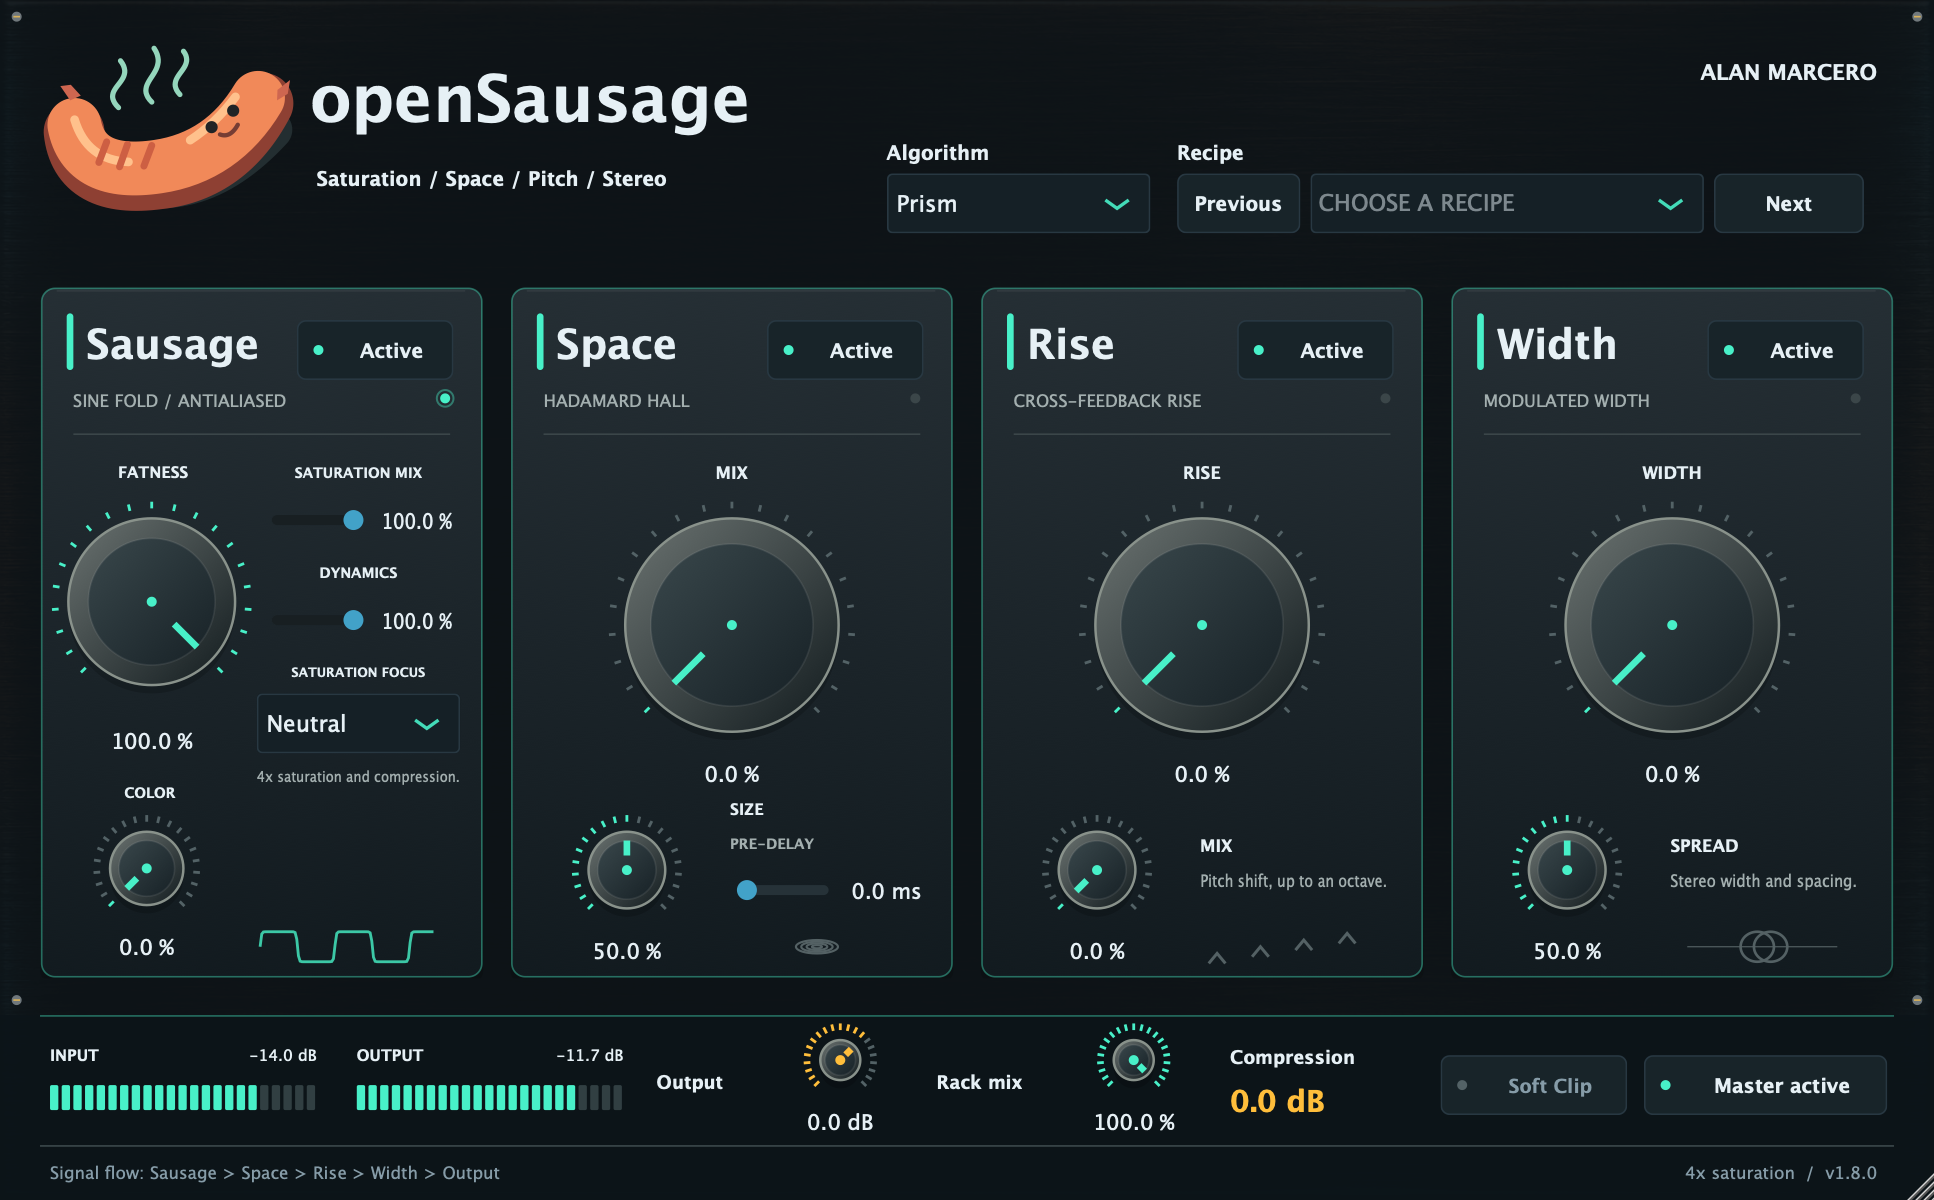 openSausage
Saturation / Space / Pitch / Stereo
ALAN MARCERO
Algorithm
Prism
Recipe
Previous
CHOOSE A RECIPE
Next
Sausage
Active
SINE FOLD / ANTIALIASED
FATNESS
100.0 %
SATURATION MIX
100.0 %
DYNAMICS
100.0 %
SATURATION FOCUS
Neutral
4x saturation and compression.
COLOR
0.0 %
Space
Active
HADAMARD HALL
MIX
0.0 %
SIZE
PRE-DELAY
0.0 ms
50.0 %
Rise
Active
CROSS-FEEDBACK RISE
RISE
0.0 %
MIX
Pitch shift, up to an octave.
0.0 %
Width
Active
MODULATED WIDTH
WIDTH
0.0 %
SPREAD
Stereo width and spacing.
50.0 %
INPUT
-14.0 dB
OUTPUT
-11.7 dB
Output
0.0 dB
Rack mix
100.0 %
Compression
0.0 dB
Soft Clip
Master active
Signal flow: Sausage > Space > Rise > Width > Output
4x saturation / v1.8.0